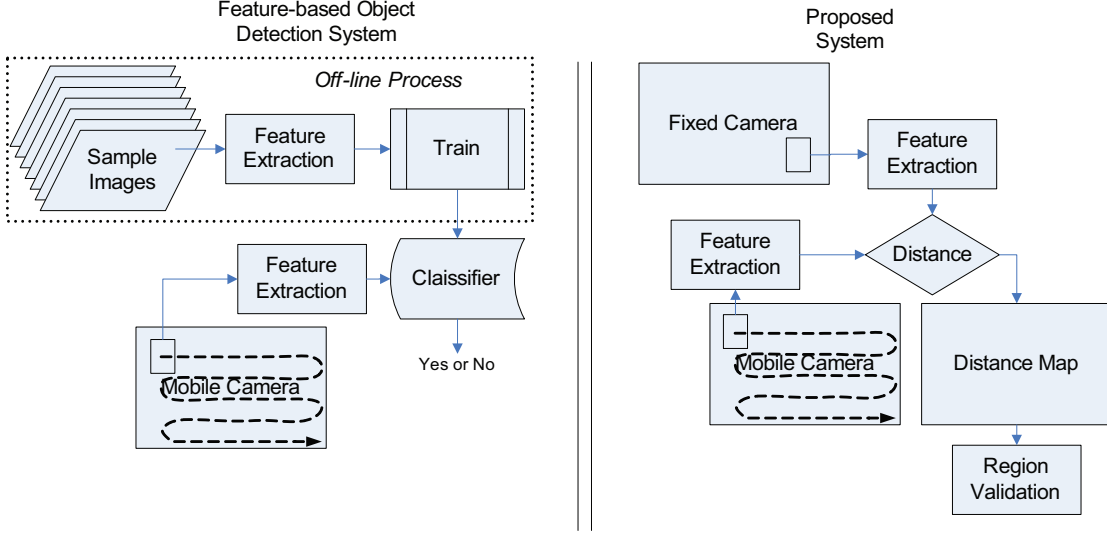 Feature-based Object
Detection System
Off-line Process
Sample
Images
Feature
Extraction
Train
Feature
Extraction
Claissifier
Mobile Camera
Yes or No
Proposed
System
Fixed Camera
Feature
Extraction
Feature
Extraction
Distance
Mobile Camera
Distance Map
Region
Validation